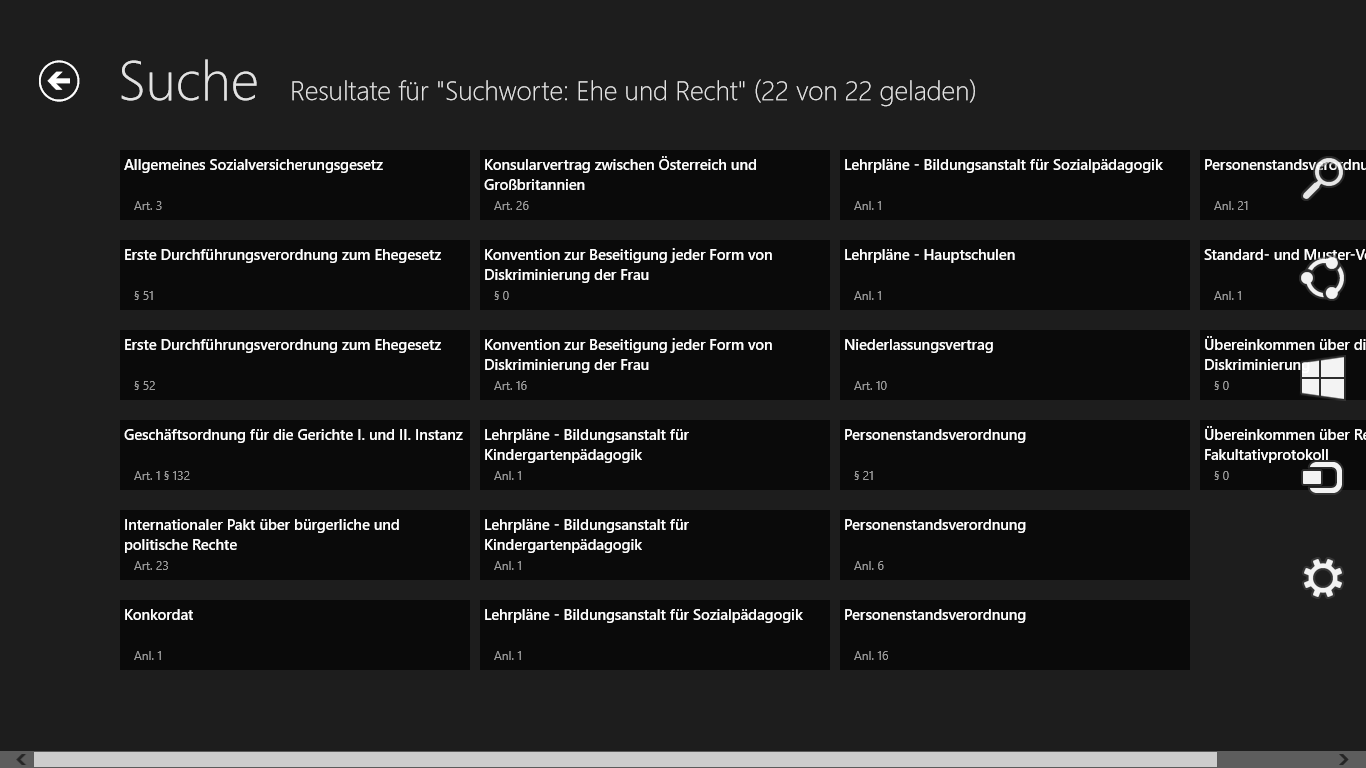 Suche
Resultate für "Suchworte: Ehe und Recht" (22 von 22 geladen)
Allgemeines Sozialversicherungsgesetz
Art. 3
Erste Durchführungsverordnung zum Ehegesetz
§ 51
Erste Durchführungsverordnung zum Ehegesetz
§ 52
Geschäftsordnung für die Gerichte I. und II. Instanz
Art. 1 § 132
Internationaler Pakt über bürgerliche und
politische Rechte
Art. 23
Konkordat
Anl. 1
Konsularvertrag zwischen Österreich und
Großbritannien
Art. 26
Konvention zur Beseitigung jeder Form von
Diskriminierung der Frau
§ 0
Konvention zur Beseitigung jeder Form von
Diskriminierung der Frau
Art. 16
Lehrpläne - Bildungsanstalt für
Kindergartenpädagogik
Anl. 1
Lehrpläne - Bildungsanstalt für
Kindergartenpädagogik
Anl. 1
Lehrpläne - Bildungsanstalt für Sozialpädagogik
Anl. 1
Lehrpläne - Bildungsanstalt für Sozialpädagogik
Anl. 1
Lehrpläne - Hauptschulen
Anl. 1
Niederlassungsvertrag
Art. 10
Personenstandsverordnung
§ 21
Personenstandsverordnung
Anl. 6
Personenstandsverordnung
Anl. 16
Personenstandsverordnu
Anl. 21
Standard- und Muster-V
Anl. 1
Übereinkommen über di
Diskriminierung
§ 0
Übereinkommen über Re
Fakultativprotokoll
§ 0